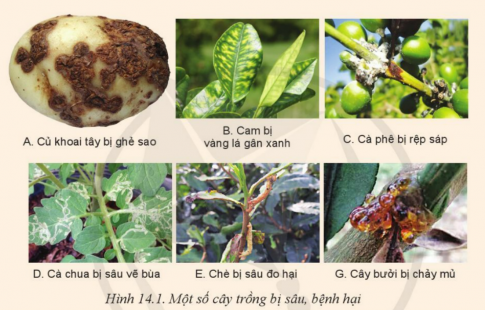 A. Củ khoai tây bị ghẻ sao
B. Cam bị
vàng lá gân xanh
C. Cà phê bị rệp sáp
D. Cà chua bị sâu vẽ bùa
E. Chè bị sâu đo hại
G. Cây bưởi bị chảy mủ
Hình 14.1. Một số cây trồng bị sâu, bệnh hại